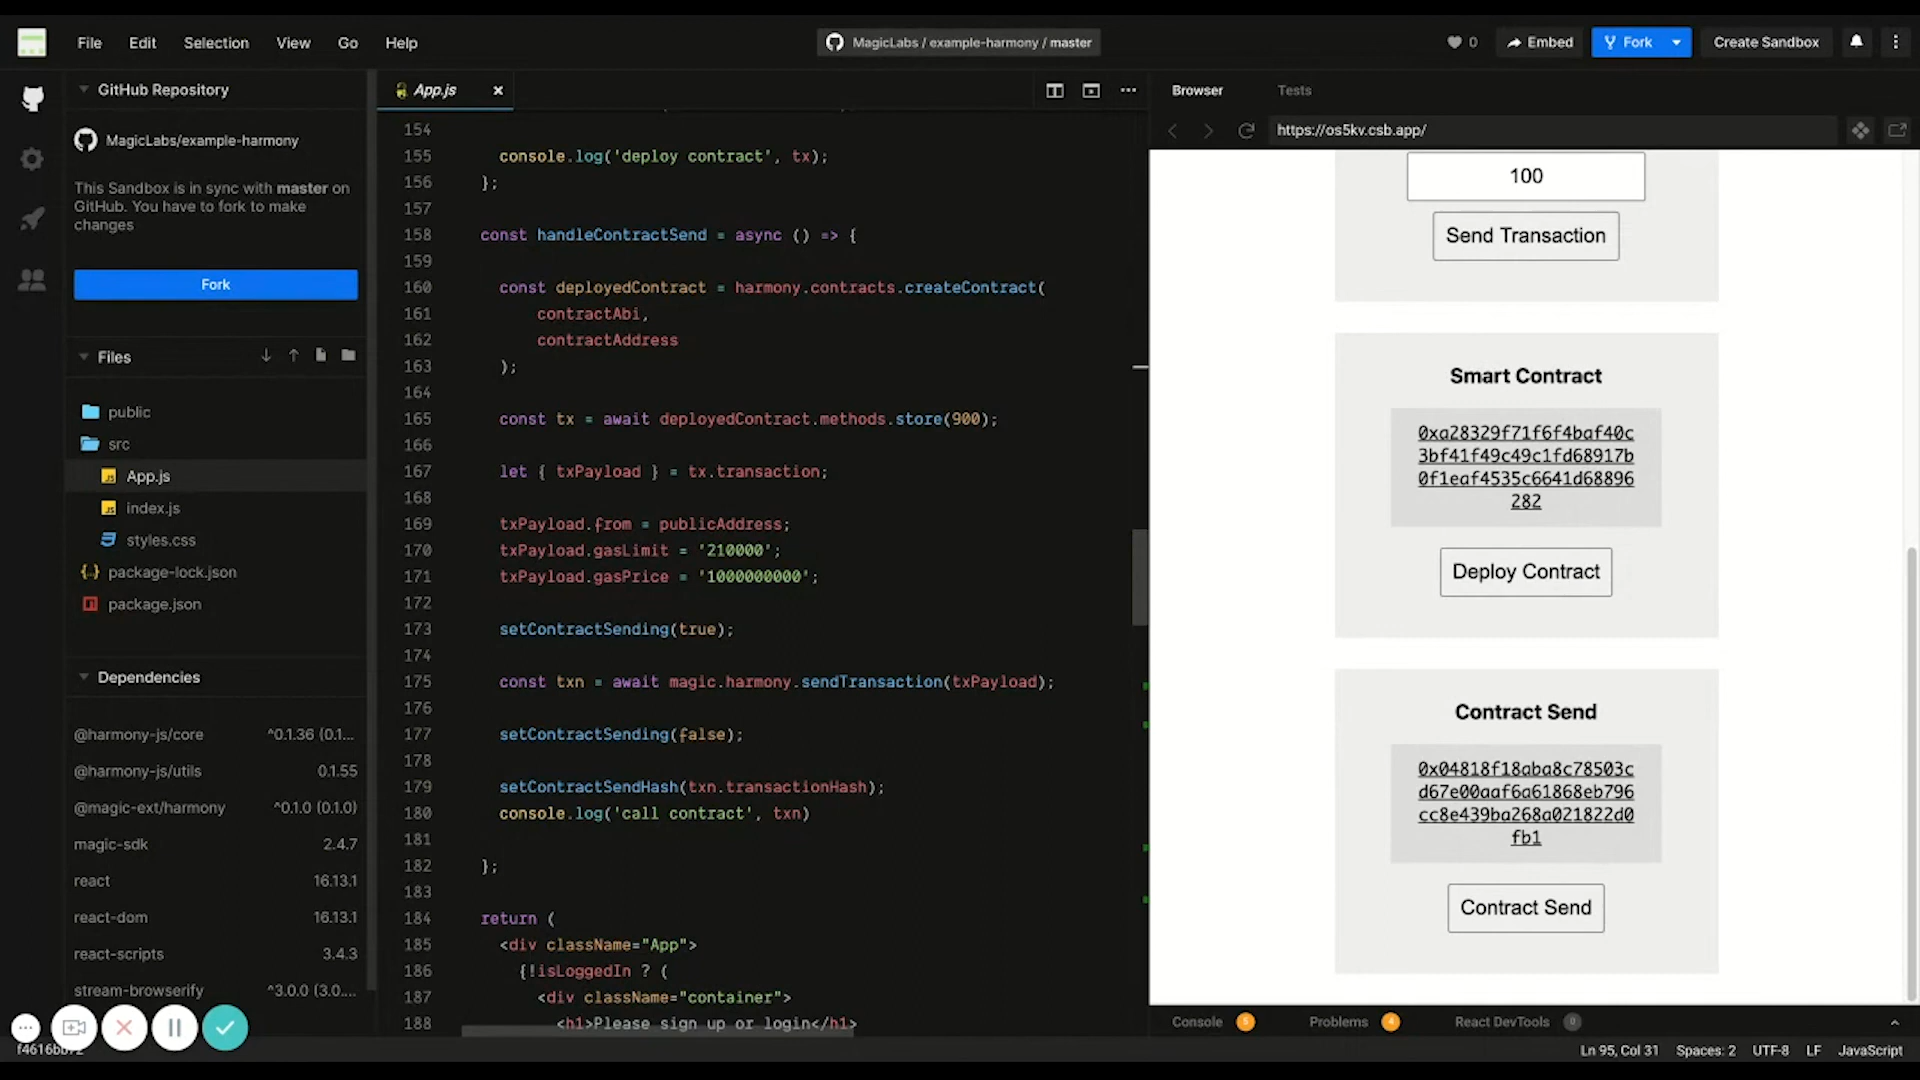 File Edit Selection View Go Help
MagicLabs / example-harmony / master
0 Embed Fork Create Sandbox
GitHub Repository
MagicLabs/example-harmony
This Sandbox is in sync with master on
GitHub. You have to fork to make
changes
Fork
Files
public
src
App.js
index.js
styles.css
package-lock.json
package.json
Dependencies
@harmony-js/core ^0.1.36 (0.1...
@harmony-js/utils 0.1.55
@magic-ext/harmony ^0.1.0 (0.1.0)
magic-sdk 2.4.7
react 16.13.1
react-dom 16.13.1
react-scripts 3.4.3
stream-browserify ^3.0.0 (3.0....
App.js
154
155 console.log('deploy contract', tx);
156 };
157
158 const handleContractSend = async () => {
159
160 const deployedContract = harmony.contracts.createContract(
161 contractAbi,
162 contractAddress
163 );
164
165 const tx = await deployedContract.methods.store(900);
166
167 let { txPayload } = tx.transaction;
168
169 txPayload.from = publicAddress;
170 txPayload.gasLimit = '210000';
171 txPayload.gasPrice = '1000000000';
172
173 setContractSending(true);
174
175 const txn = await magic.harmony.sendTransaction(txPayload);
176
177 setContractSending(false);
178
179 setContractSendHash(txn.transactionHash);
180 console.log('call contract', txn)
181
182 };
183
184 return (
185 <div className="App">
186 {!isLoggedIn ? (
187 <div className="container">
188 <h1>Please sign up or login</h1>
Browser Tests
https://os5kv.csb.app/
100
Send Transaction
Smart Contract
0xa28329f71f6f4baf40c
3bf41f49c49c1fd68917b
0f1eaf4535c6641d68896
282
Deploy Contract
Contract Send
0x04818f18aba8c78503c
d67e00aaf6a61868eb796
cc8e439ba268a021822d0
fb1
Contract Send
Console 5 Problems 4 React DevTools 0
Ln 95, Col 31 Spaces: 2 UTF-8 LF JavaScript